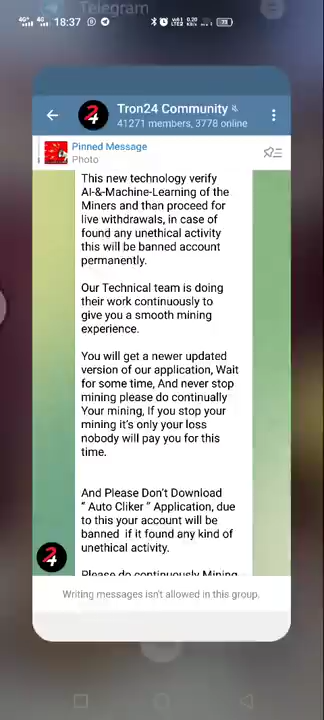 Telegram
18:37
Tron24 Community
41271 members, 3778 online
Pinned Message
Photo
This new technology verify
AI-&-Machine-Learning of the
Miners and than proceed for
live withdrawals, in case of
found any unethical activity
this will be banned account
permanently.
Our Technical team is doing
their work continuously to
give you a smooth mining
experience.
You will get a newer updated
version of our application, Wait
for some time, And never stop
mining please do continually
Your mining, If you stop your
mining it's only your loss
nobody will pay you for this
time.
And Please Don't Download
“ Auto Cliker ” Application, due
to this your account will be
banned if it found any kind of
unethical activity.
Please do continuously Mining
Writing messages isn't allowed in this group.